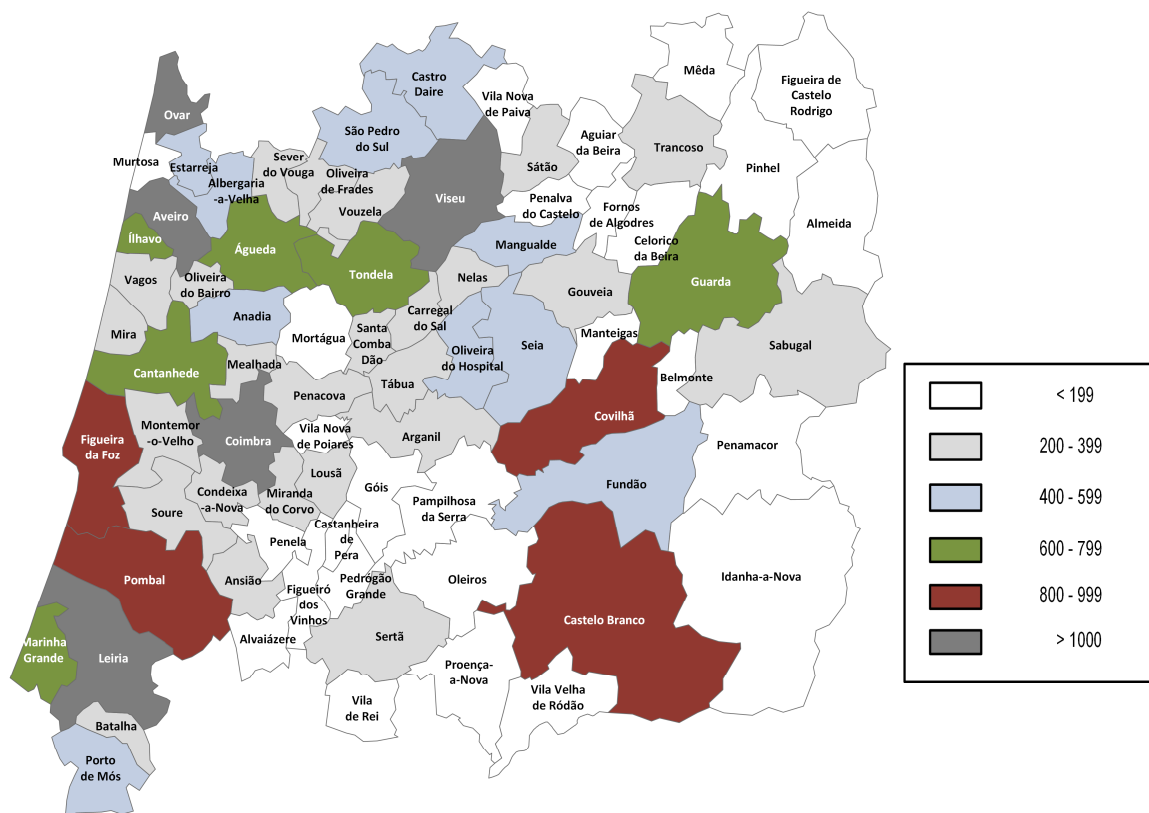 Mêda
Figueira de
Castelo
Rodrigo
Castro
Daire
Vila Nova
de Paiva
Ovar
São Pedro
do Sul
Aguiar
da Beira
Trancoso
Murtosa
Estarreja
Sever
do Vouga
Oliveira
de Frades
Sátão
Pinhel
Albergaria
-a-Velha
Vouzela
Viseu
Penalva
do Castelo
Fornos
de Algodres
Almeida
Aveiro
Ílhavo
Águeda
Mangualde
Celorico
da Beira
Tondela
Vagos
Oliveira
do Bairro
Nelas
Gouveia
Guarda
Anadia
Carregal
do Sal
Mira
Mortágua
Santa
Comba
Dão
Oliveira
do Hospital
Seia
Manteigas
Sabugal
Cantanhede
Mealhada
Tábua
Belmonte
Penacova
Covilhã
Figueira
da Foz
Montemor
-o-Velho
Coimbra
Vila Nova
de Poiares
Arganil
Penamacor
Lousã
Góis
Fundão
Condeixa
-a-Nova
Miranda
do Corvo
Soure
Pampilhosa
da Serra
Penela
Castanheira
de
Pera
Pombal
Ansião
Figueiró
dos
Vinhos
Pedrógão
Grande
Oleiros
Idanha-a-Nova
Castelo Branco
Alvaiázere
Sertã
Marinha
Grande
Leiria
Proença-
a-Nova
Vila Velha
de Ródão
Vila
de Rei
Batalha
Porto
de Mós
< 199
200 - 399
400 - 599
600 - 799
800 - 999
> 1000